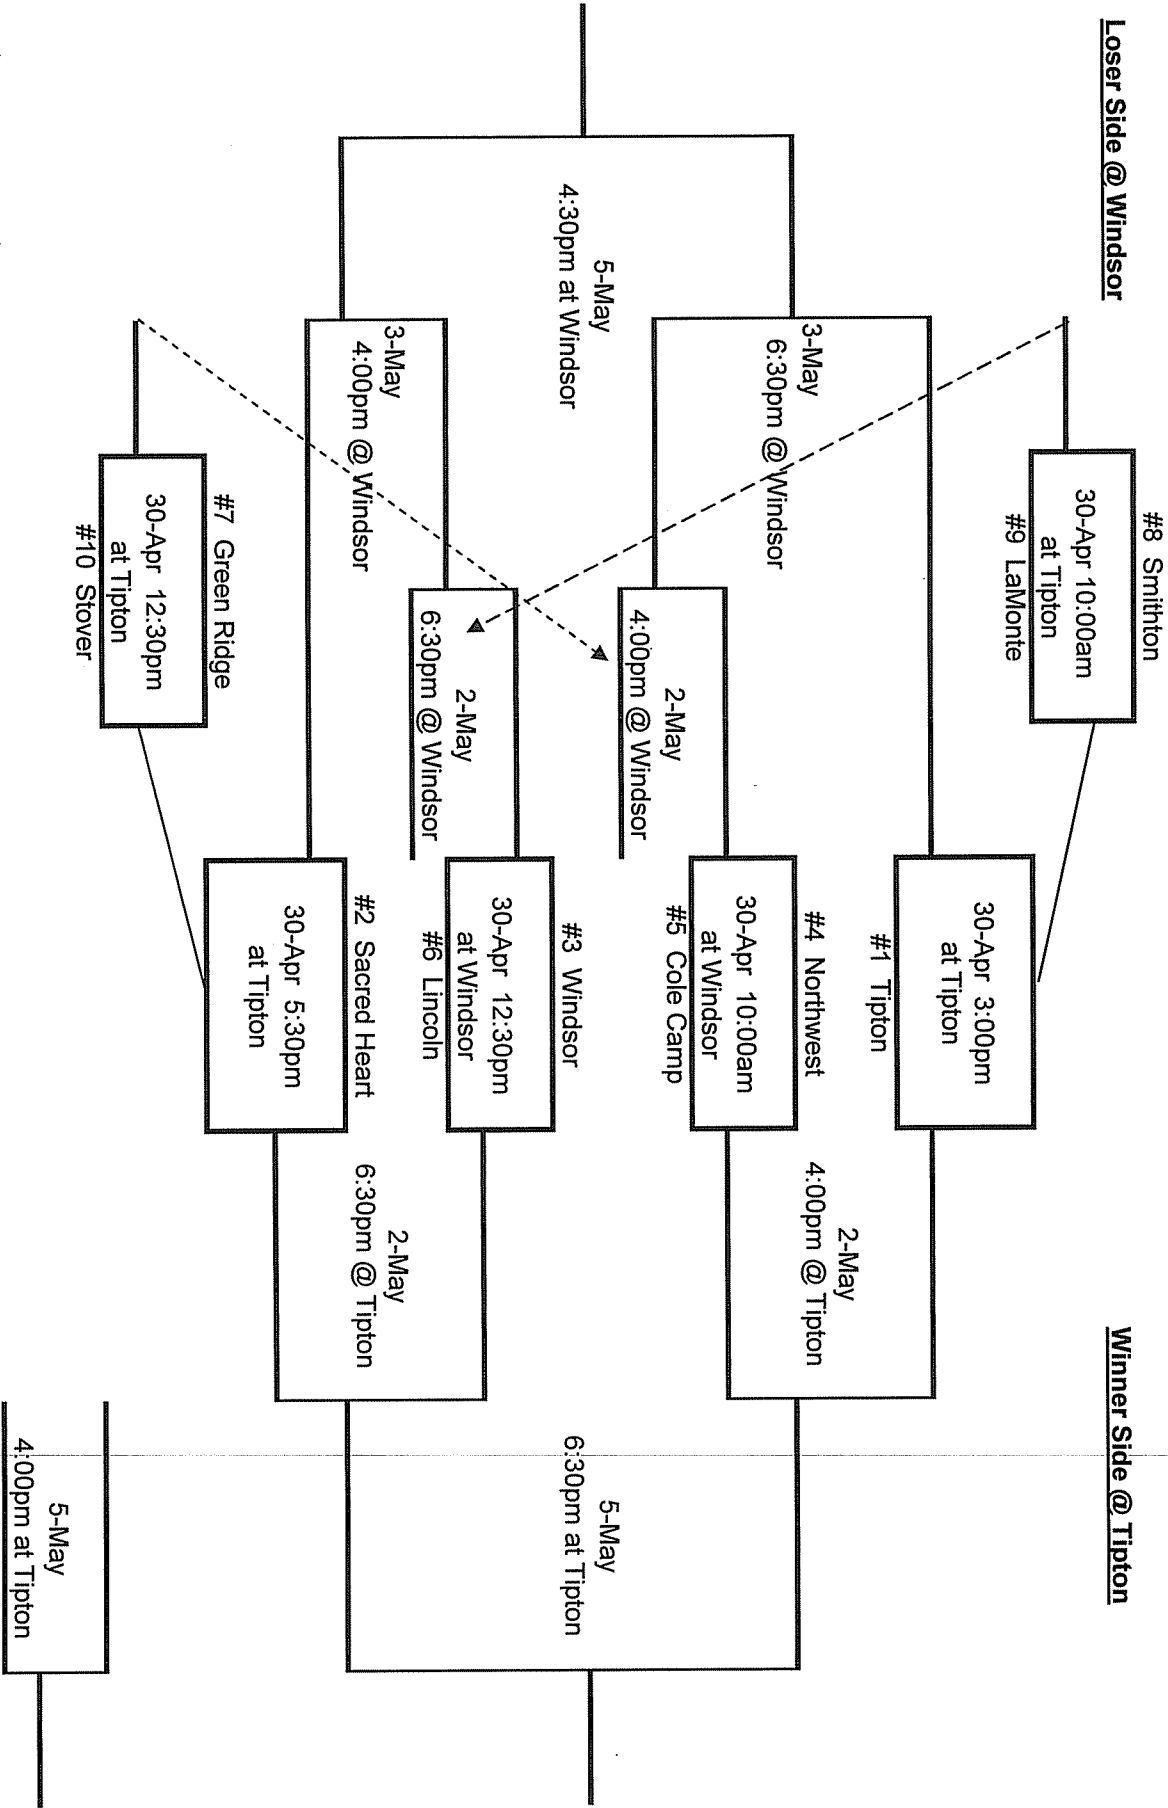 Loser Side @ Windsor
Winner Side @ Tipton
#8 Smithton
30-Apr 10:00am
at Tipton
#9 LaMonte
30-Apr 3:00pm
at Tipton
#1 Tipton
3-May
6:30pm @ Windsor
2-May
4:00pm @ Tipton
#4 Northwest
30-Apr 10:00am
at Windsor
#5 Cole Camp
2-May
4:00pm @ Windsor
5-May
4:30pm at Windsor
5-May
6:30pm at Tipton
#3 Windsor
30-Apr 12:30pm
at Windsor
#6 Lincoln
2-May
6:30pm @ Windsor
3-May
4:00pm @ Windsor
2-May
6:30pm @ Tipton
#2 Sacred Heart
30-Apr 5:30pm
at Tipton
#7 Green Ridge
30-Apr 12:30pm
at Tipton
#10 Stover
5-May
4:00pm at Tipton